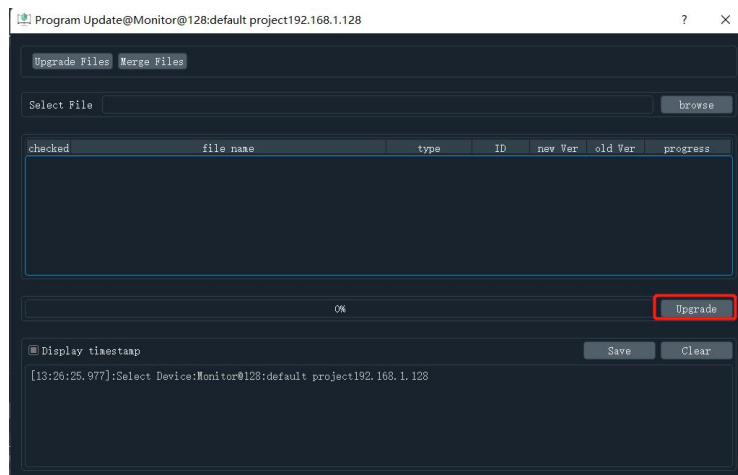 Program Update@Monitor@128:default project192.168.1.128 ? ×
Upgrade Files Merge Files
Select File browse
checked file name type ID new Ver old Ver progress
0% Upgrade
Display timestamp Save Clear
[13:26:25.977]:Select Device:Monitor@128:default project192.168.1.128